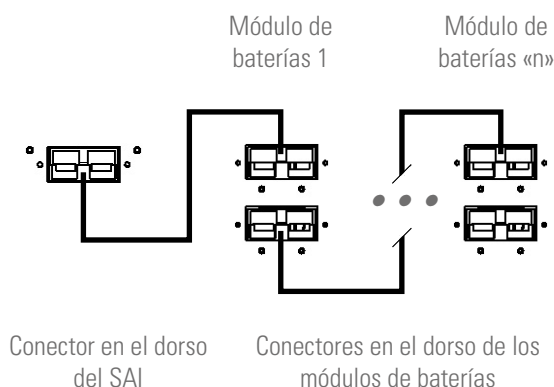 Módulo de
baterías 1
Módulo de
baterías «n»
Conector en el dorso
del SAI
Conectores en el dorso de los
módulos de baterías